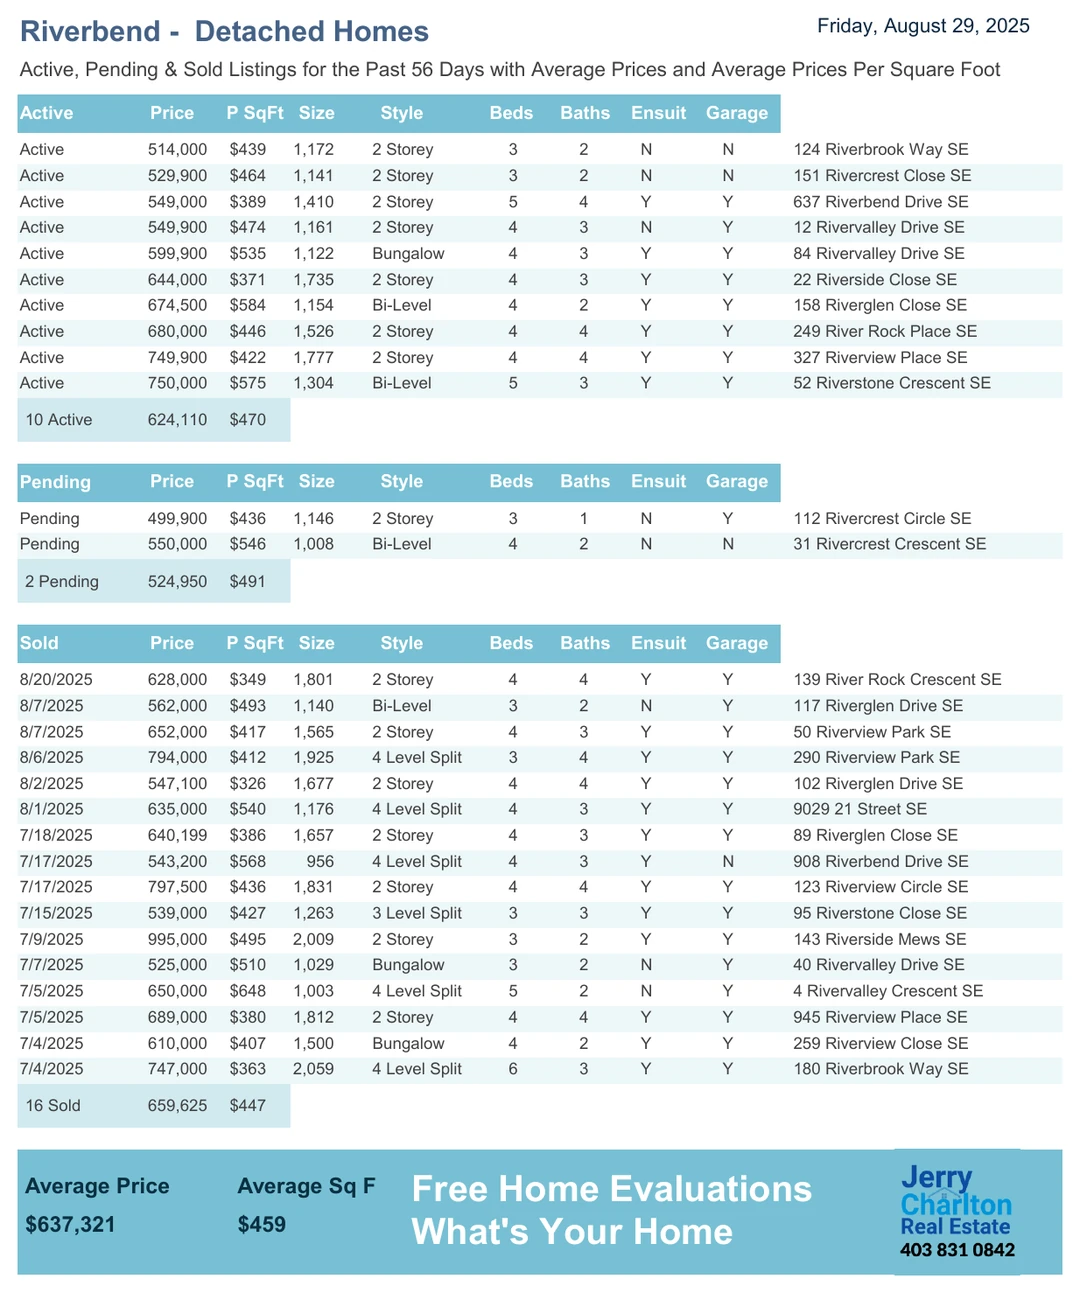 Riverbend -  Detached Homes
Friday, August 29, 2025
Active, Pending & Sold Listings for the Past 56 Days with Average Prices and Average Prices Per Square Foot
Active Price P SqFt Size Style Beds Baths Ensuit Garage
Active 514,000 $439 1,172 2 Storey 3 2 N N 124 Riverbrook Way SE
Active 529,900 $464 1,141 2 Storey 3 2 N N 151 Rivercrest Close SE
Active 549,000 $389 1,410 2 Storey 5 4 Y Y 637 Riverbend Drive SE
Active 549,900 $474 1,161 2 Storey 4 3 N Y 12 Rivervalley Drive SE
Active 599,900 $535 1,122 Bungalow 4 3 Y Y 84 Rivervalley Drive SE
Active 644,000 $371 1,735 2 Storey 4 3 Y Y 22 Riverside Close SE
Active 674,500 $584 1,154 Bi-Level 4 2 Y Y 158 Riverglen Close SE
Active 680,000 $446 1,526 2 Storey 4 4 Y Y 249 River Rock Place SE
Active 749,900 $422 1,777 2 Storey 4 4 Y Y 327 Riverview Place SE
Active 750,000 $575 1,304 Bi-Level 5 3 Y Y 52 Riverstone Crescent SE
10 Active 624,110 $470
Pending Price P SqFt Size Style Beds Baths Ensuit Garage
Pending 499,900 $436 1,146 2 Storey 3 1 N Y 112 Rivercrest Circle SE
Pending 550,000 $546 1,008 Bi-Level 4 2 N N 31 Rivercrest Crescent SE
2 Pending 524,950 $491
Sold Price P SqFt Size Style Beds Baths Ensuit Garage
8/20/2025 628,000 $349 1,801 2 Storey 4 4 Y Y 139 River Rock Crescent SE
8/7/2025 562,000 $493 1,140 Bi-Level 3 2 N Y 117 Riverglen Drive SE
8/7/2025 652,000 $417 1,565 2 Storey 4 3 Y Y 50 Riverview Park SE
8/6/2025 794,000 $412 1,925 4 Level Split 3 4 Y Y 290 Riverview Park SE
8/2/2025 547,100 $326 1,677 2 Storey 4 4 Y Y 102 Riverglen Drive SE
8/1/2025 635,000 $540 1,176 4 Level Split 4 3 Y Y 9029 21 Street SE
7/18/2025 640,199 $386 1,657 2 Storey 4 3 Y Y 89 Riverglen Close SE
7/17/2025 543,200 $568 956 4 Level Split 4 3 Y N 908 Riverbend Drive SE
7/17/2025 797,500 $436 1,831 2 Storey 4 4 Y Y 123 Riverview Circle SE
7/15/2025 539,000 $427 1,263 3 Level Split 3 3 Y Y 95 Riverstone Close SE
7/9/2025 995,000 $495 2,009 2 Storey 3 2 Y Y 143 Riverside Mews SE
7/7/2025 525,000 $510 1,029 Bungalow 3 2 N Y 40 Rivervalley Drive SE
7/5/2025 650,000 $648 1,003 4 Level Split 5 2 N Y 4 Rivervalley Crescent SE
7/5/2025 689,000 $380 1,812 2 Storey 4 4 Y Y 945 Riverview Place SE
7/4/2025 610,000 $407 1,500 Bungalow 4 2 Y Y 259 Riverview Close SE
7/4/2025 747,000 $363 2,059 4 Level Split 6 3 Y Y 180 Riverbrook Way SE
16 Sold 659,625 $447
Average Price Average Sq F
$637,321 $459
Free Home Evaluations
What's Your Home
Jerry
Charlton
Real Estate
403 831 0842